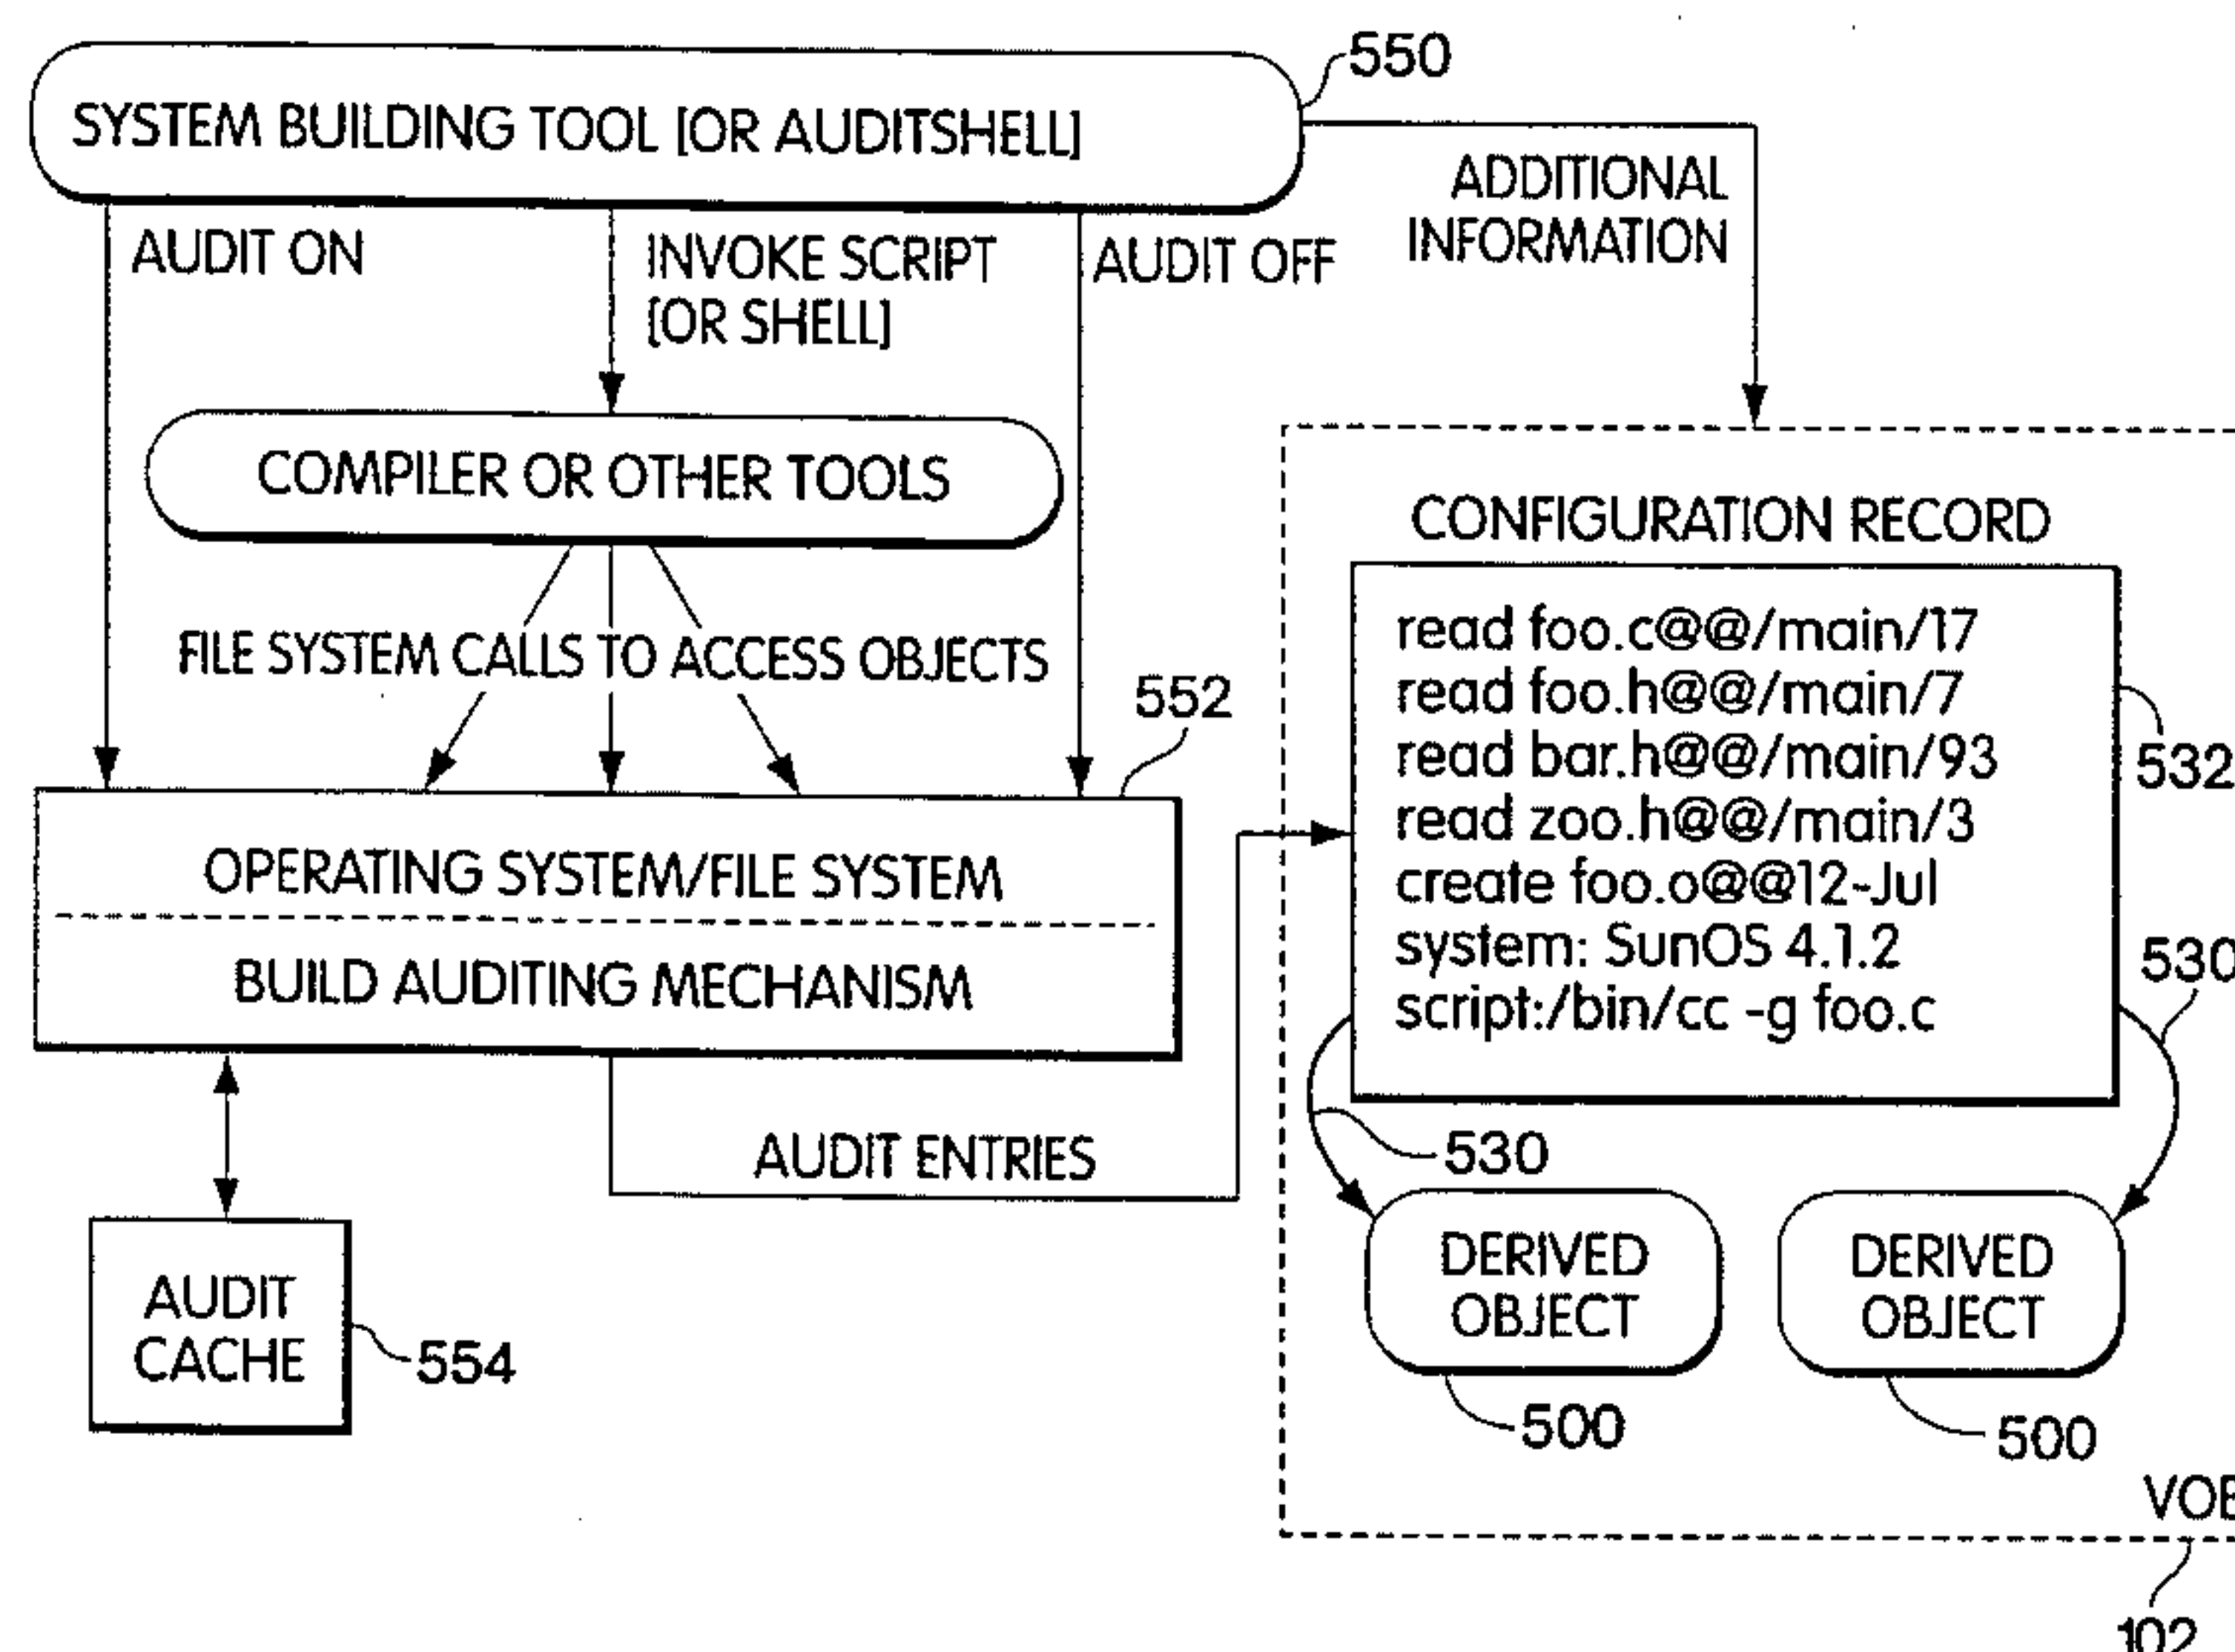 550
SYSTEM BUILDING TOOL [OR AUDITSHELL]
ADDITIONAL
INFORMATION
AUDIT ON
INVOKE SCRIPT
[OR SHELL]
AUDIT OFF
COMPILER OR OTHER TOOLS
FILE SYSTEM CALLS TO ACCESS OBJECTS
552
OPERATING SYSTEM/FILE SYSTEM
BUILD AUDITING MECHANISM
AUDIT ENTRIES
AUDIT
CACHE
554
CONFIGURATION RECORD
read foo.c@@/main/17
read foo.h@@/main/7
read bar.h@@/main/93
read zoo.h@@/main/3
create foo.o@@12-Jul
system: SunOS 4.1.2
script:/bin/cc -g foo.c
532
530
530
DERIVED
OBJECT
DERIVED
OBJECT
500
500
102